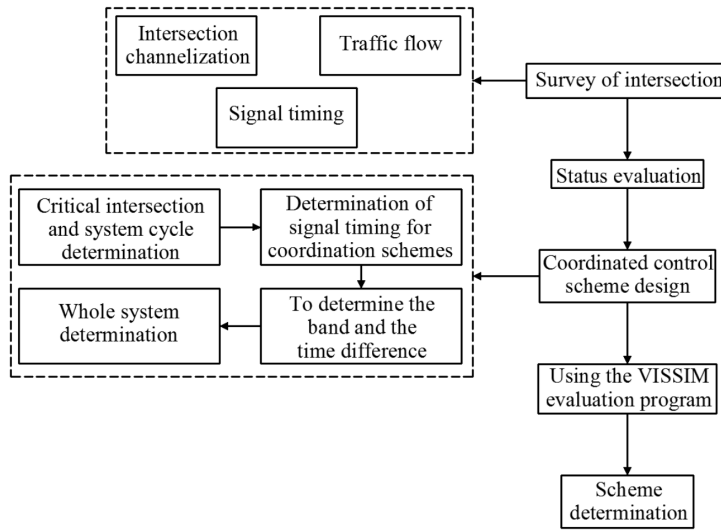 Intersection
channelization
Traffic flow
Signal timing
Survey of intersection
Status evaluation
Critical intersection
and system cycle
determination
Determination of
signal timing for
coordination schemes
Coordinated control
scheme design
Whole system
determination
To determine the
band and the
time difference
Using the VISSIM
evaluation program
Scheme
determination